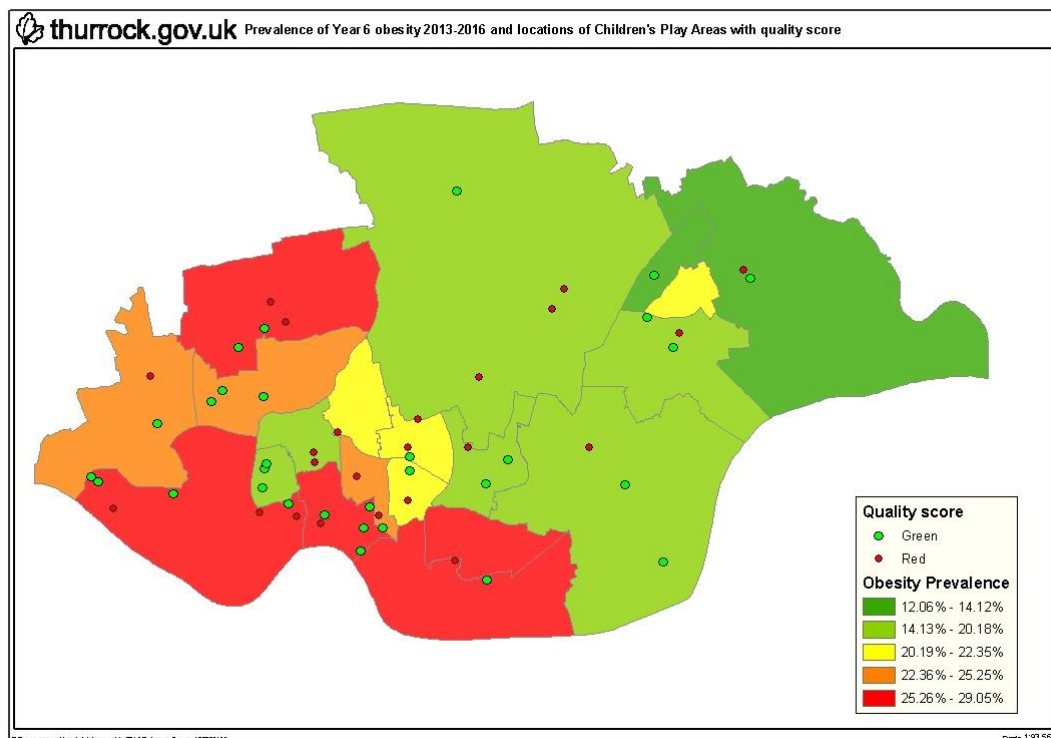 thurrock.gov.uk Prevalence of Year 6 obesity 2013-2016 and locations of Children's Play Areas with quality score
Quality score
Green
Red
Obesity Prevalence
12.06% - 14.12%
14.13% - 20.18%
20.19% - 22.35%
22.36% - 25.25%
25.26% - 29.05%